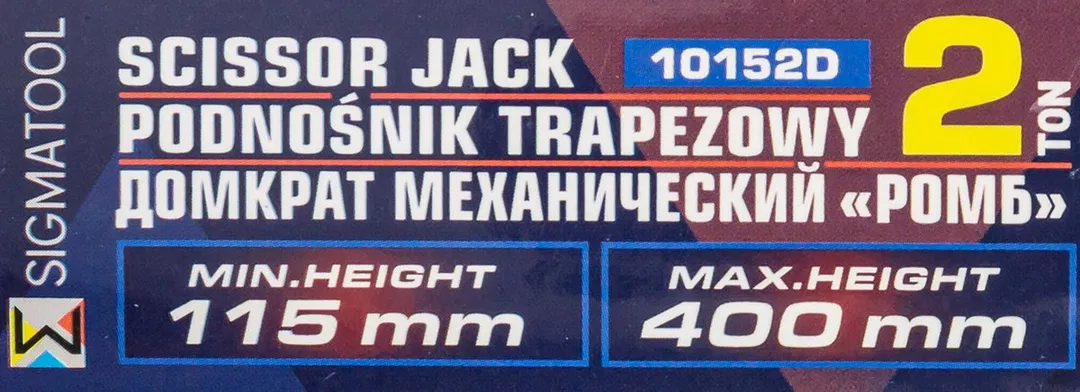 SIGMATOOL
SCISSOR JACK 10152D
2 TON
PODNOŚNIK TRAPEZOWY
ДОМКРАТ МЕХАНИЧЕСКИЙ «РОМБ»
MIN.HEIGHT
115 mm
MAX.HEIGHT
400 mm